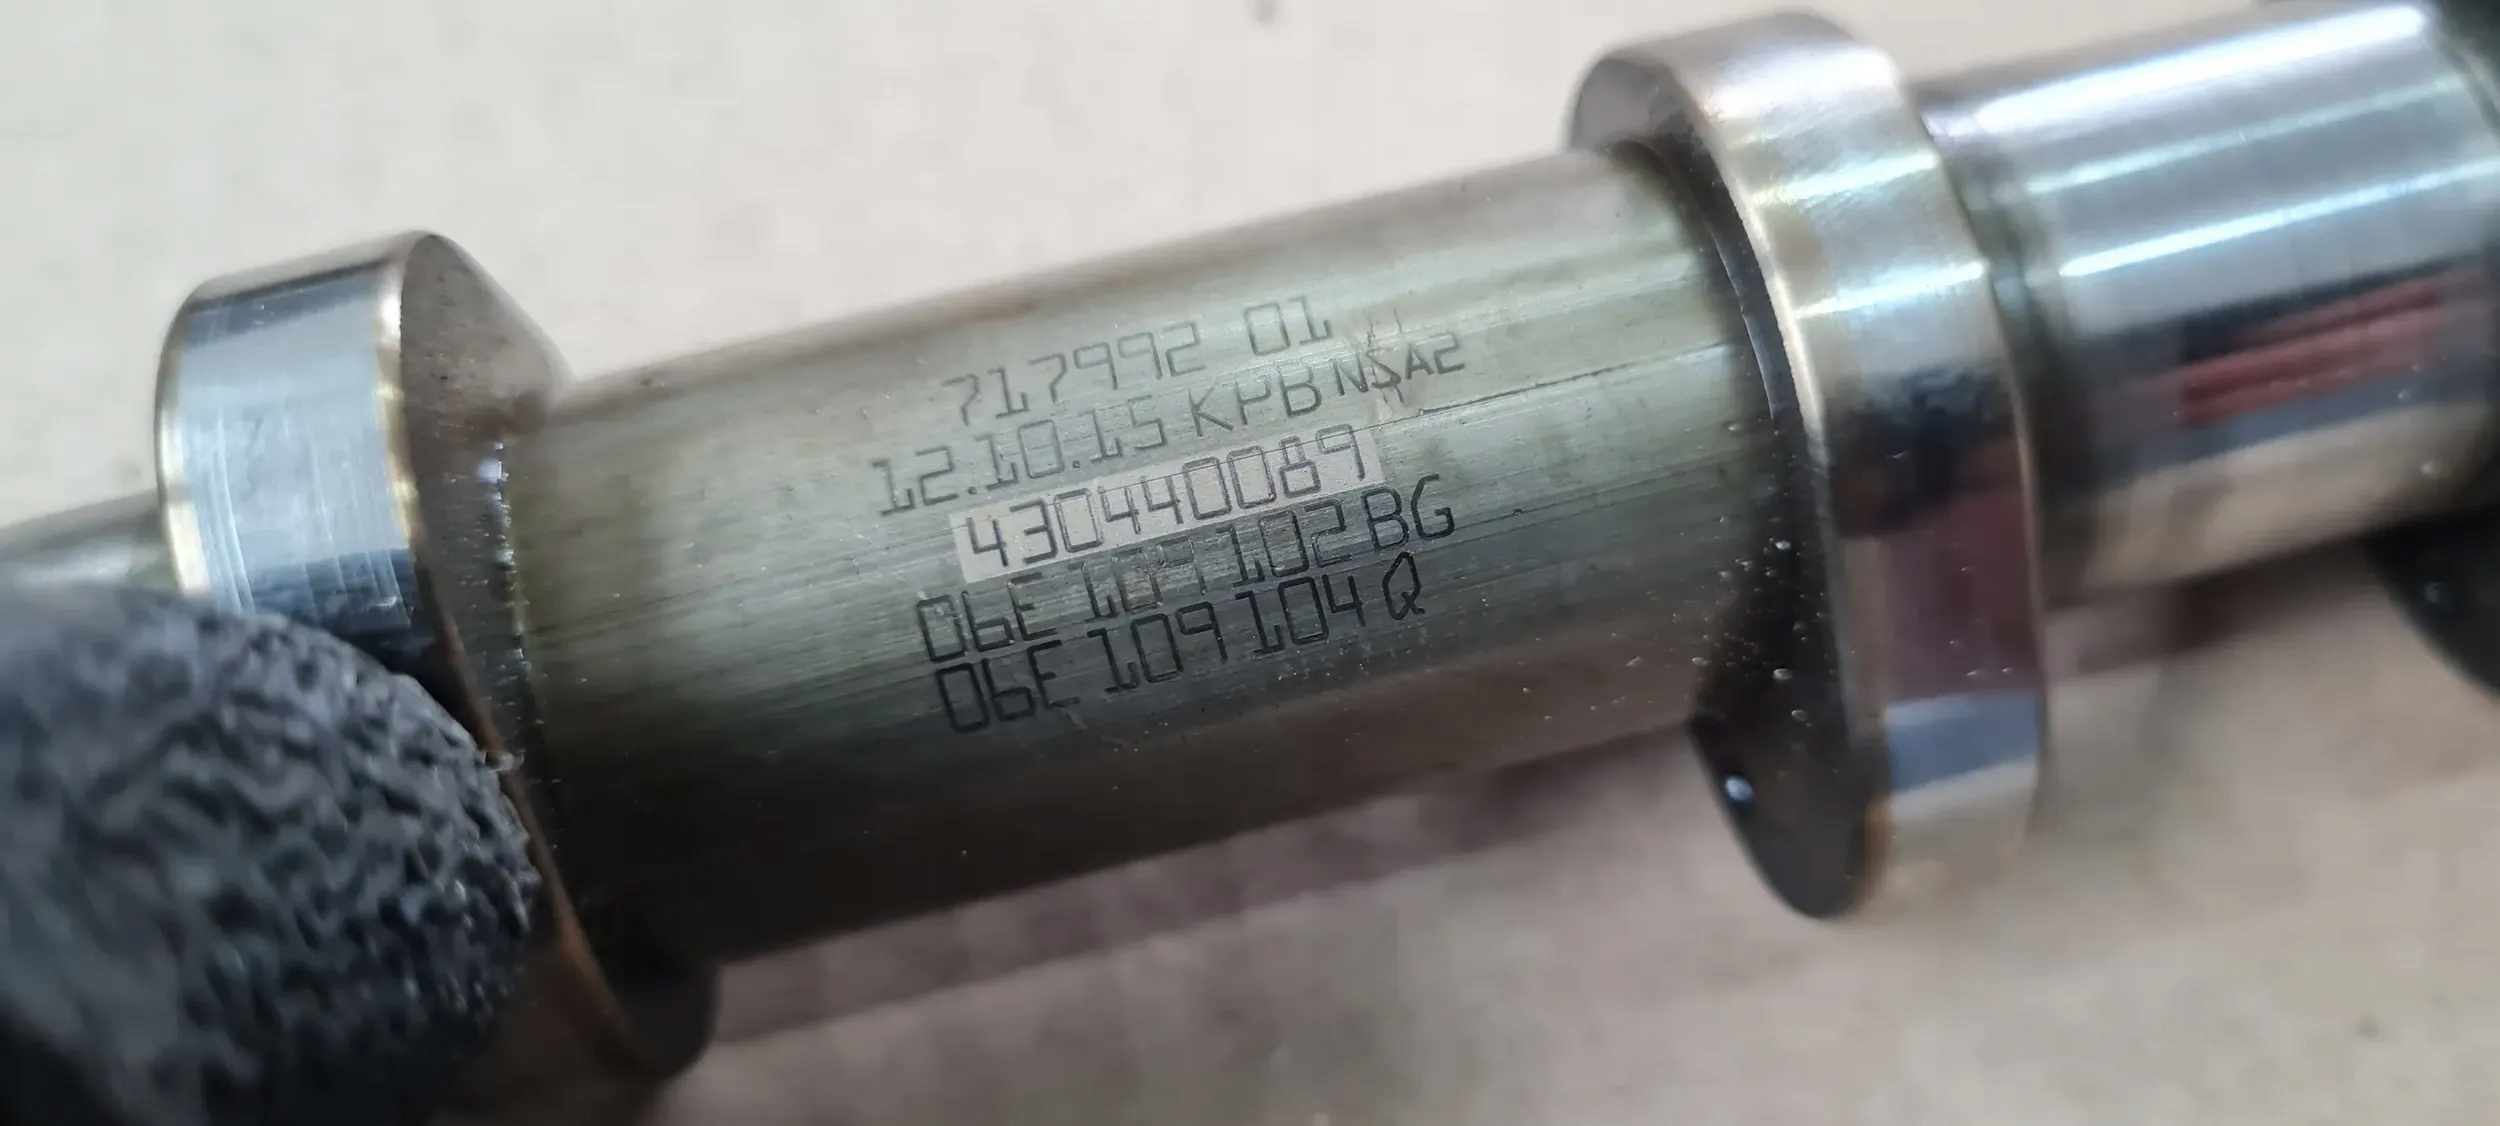 717992 01
12.10.15 KPB NSA2
430440089
06E 109 102 BG
06E 109 104 Q